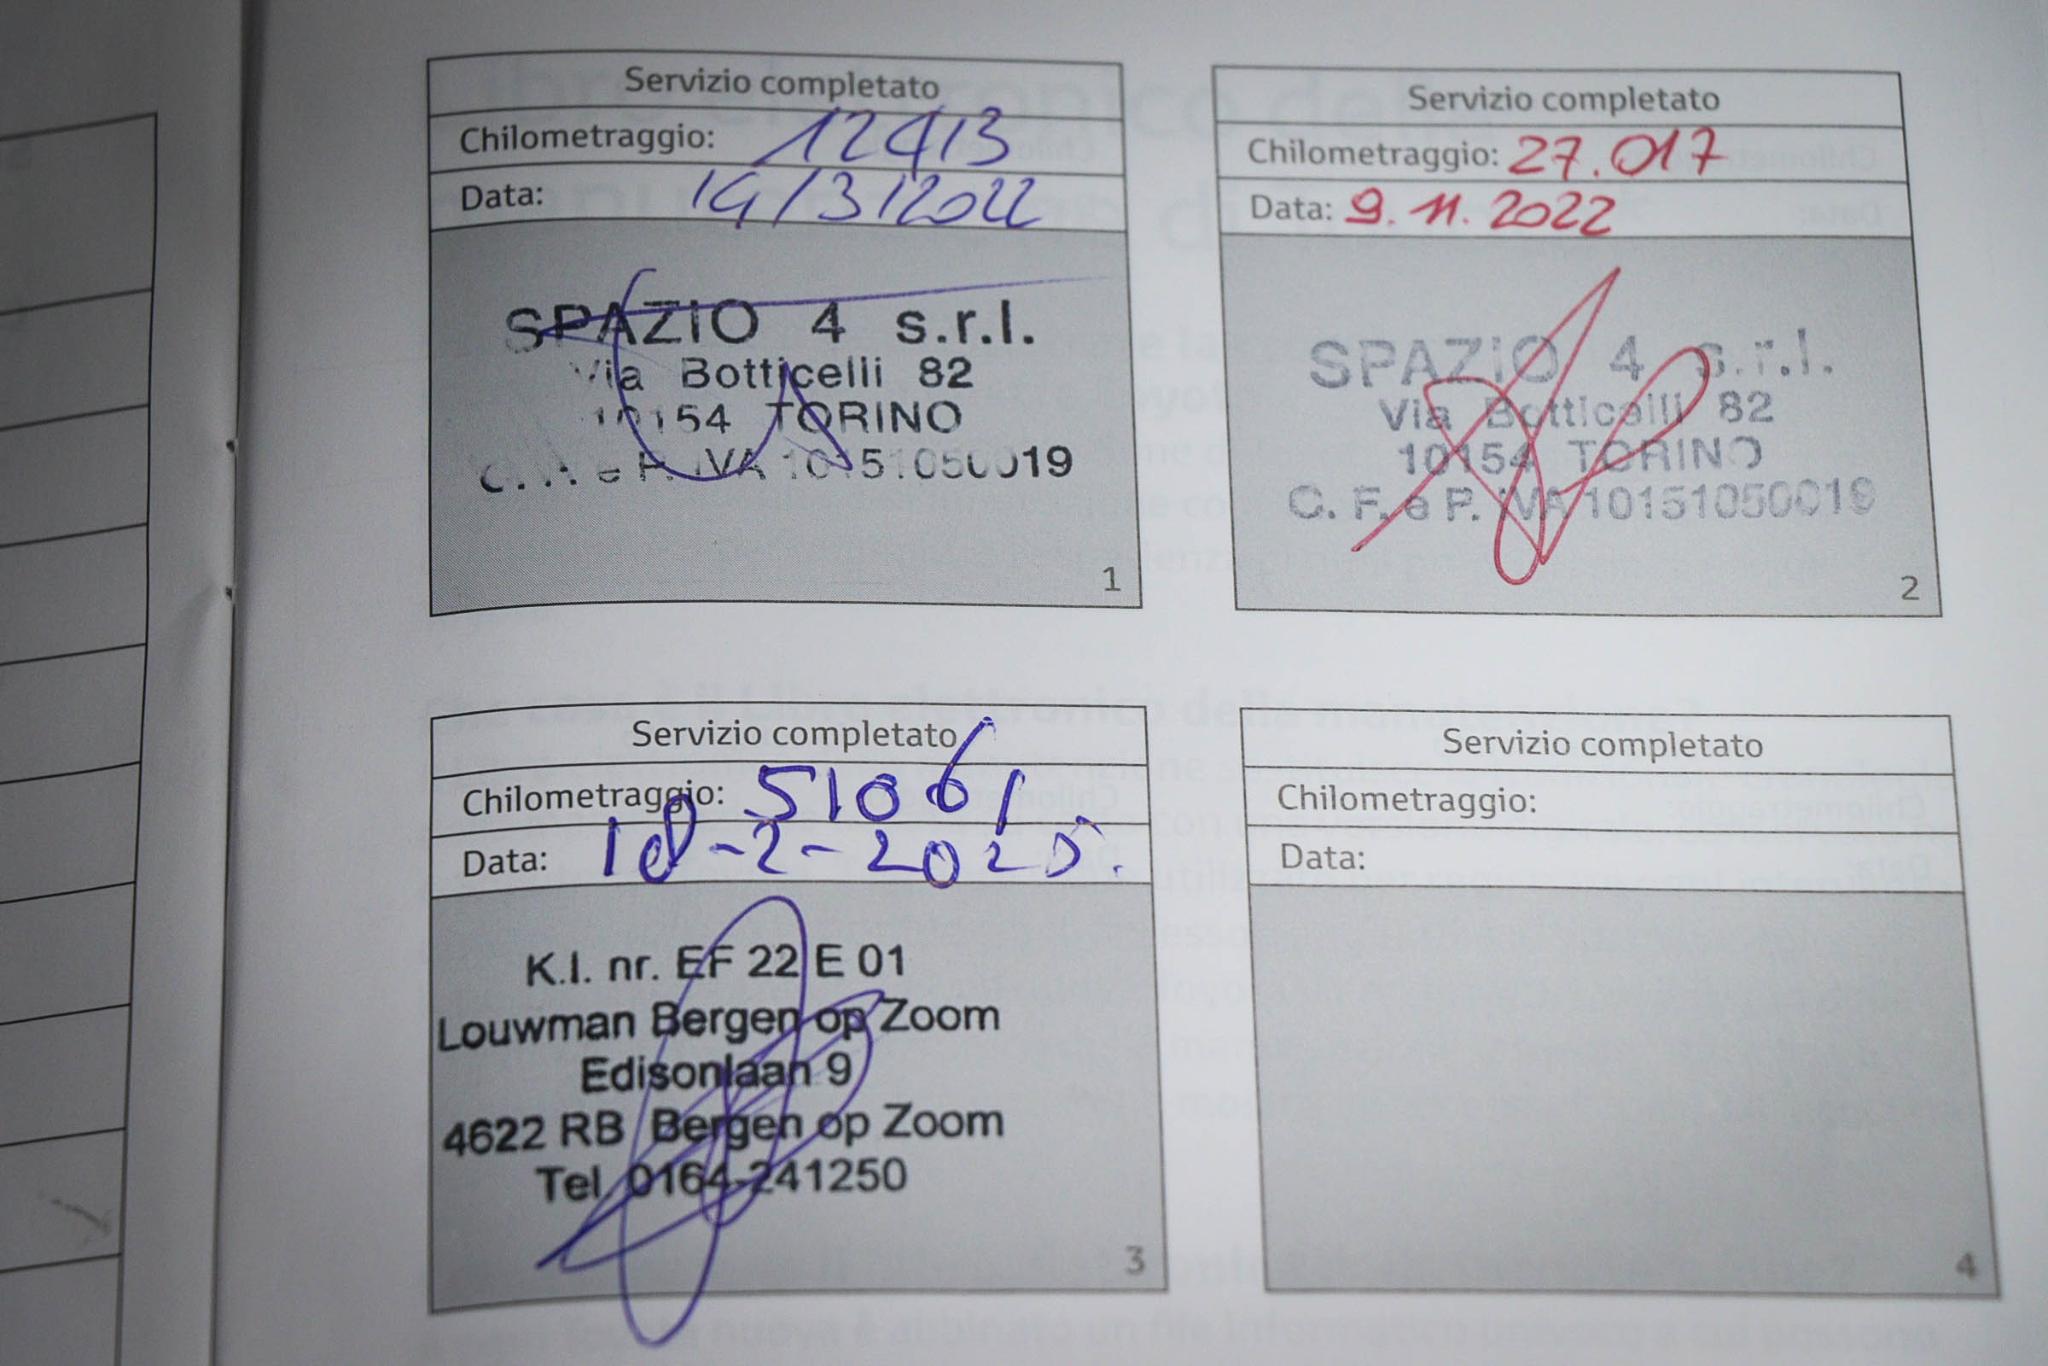 Servizio completato
Chilometraggio: 12413
Data: 14/3/2022
SPAZIO 4 s.r.l.
Via Botticelli 82
10154 TORINO
C. F. e P. IVA 10151050019
1
Servizio completato
Chilometraggio: 27.017
Data: 9.11.2022
SPAZIO 4 s.r.l.
Via Botticelli 82
10154 TORINO
C. F. e P. IVA 10151050019
2
Servizio completato
Chilometraggio: 51061
Data: 18-2-2025.
K.I. nr. EF 22 E 01
Louwman Bergen op Zoom
Edisonlaan 9
4622 RB Bergen op Zoom
Tel. 0164-241250
3
Servizio completato
Chilometraggio:
Data:
4